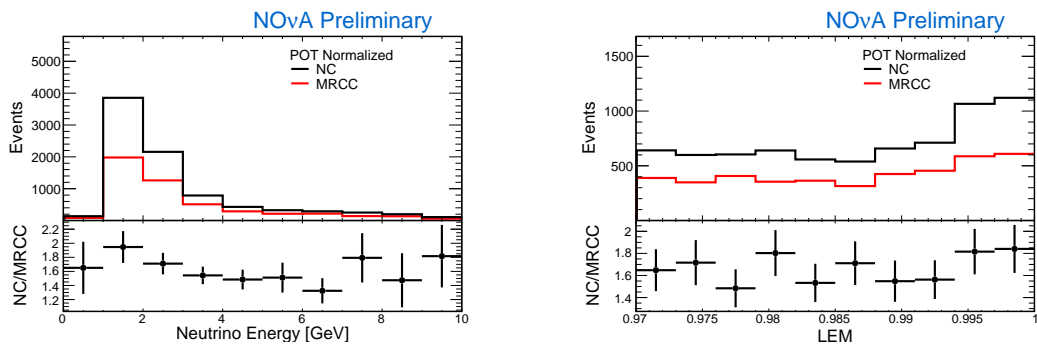 NOνA Preliminary
POT Normalized
NC
MRCC
Events
5000
4000
3000
2000
1000
NC/MRCC
2.2
2
1.8
1.6
1.4
1.2
0
2
4
6
8
10
Neutrino Energy [GeV]
NOνA Preliminary
POT Normalized
NC
MRCC
Events
1500
1000
500
0
NC/MRCC
2
1.8
1.6
1.4
0.97
0.975
0.98
0.985
0.99
0.995
1
LEM